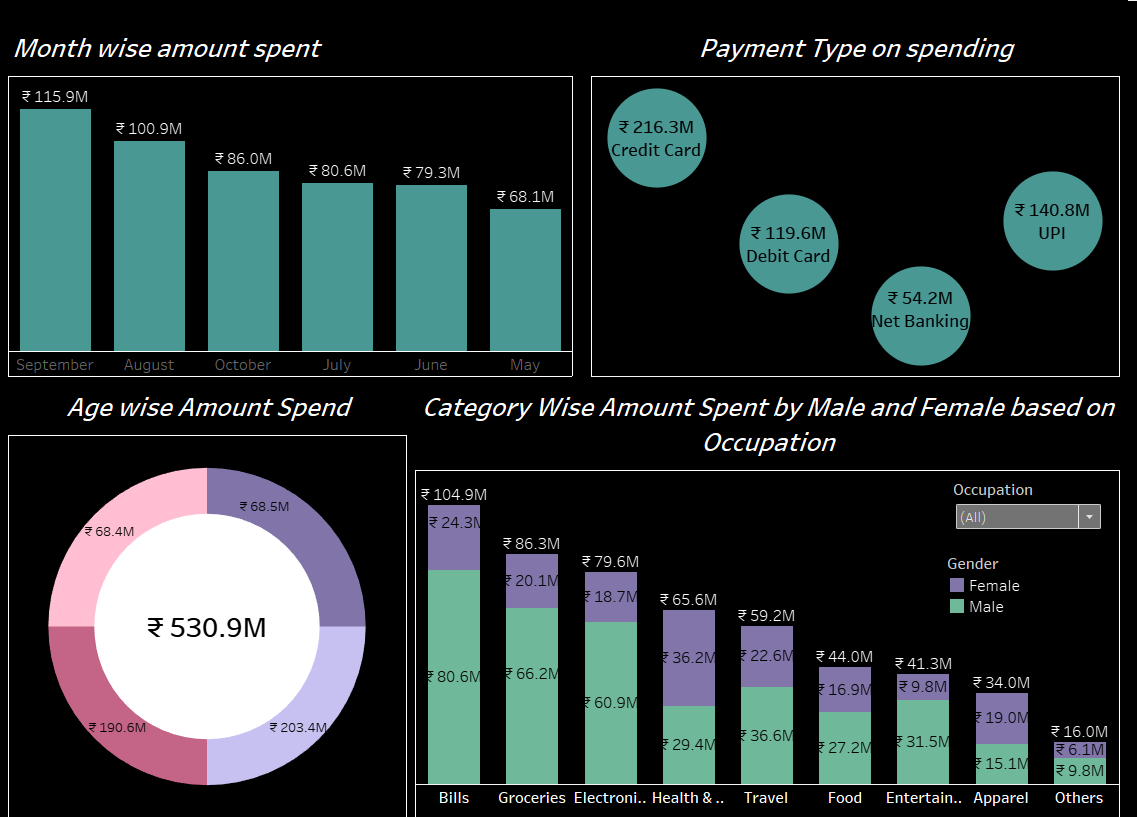 Month wise amount spent
₹ 115.9M
₹ 100.9M
₹ 86.0M
₹ 80.6M
₹ 79.3M
₹ 68.1M
September
August
October
July
June
May
Payment Type on spending
₹ 216.3M
Credit Card
₹ 119.6M
Debit Card
₹ 54.2M
Net Banking
₹ 140.8M
UPI
Age wise Amount Spend
₹ 68.4M
₹ 68.5M
₹ 530.9M
₹ 190.6M
₹ 203.4M
Category Wise Amount Spent by Male and Female based on
Occupation
Occupation
(All)
Gender
Female
Male
₹ 104.9M
₹ 24.3M
₹ 80.6M
₹ 86.3M
₹ 20.1M
₹ 66.2M
₹ 79.6M
₹ 18.7M
₹ 60.9M
₹ 65.6M
₹ 36.2M
₹ 29.4M
₹ 59.2M
₹ 22.6M
₹ 36.6M
₹ 44.0M
₹ 16.9M
₹ 27.2M
₹ 41.3M
₹ 9.8M
₹ 31.5M
₹ 34.0M
₹ 19.0M
₹ 15.1M
₹ 16.0M
₹ 6.1M
₹ 9.8M
Bills
Groceries
Electroni..
Health & ..
Travel
Food
Entertain..
Apparel
Others